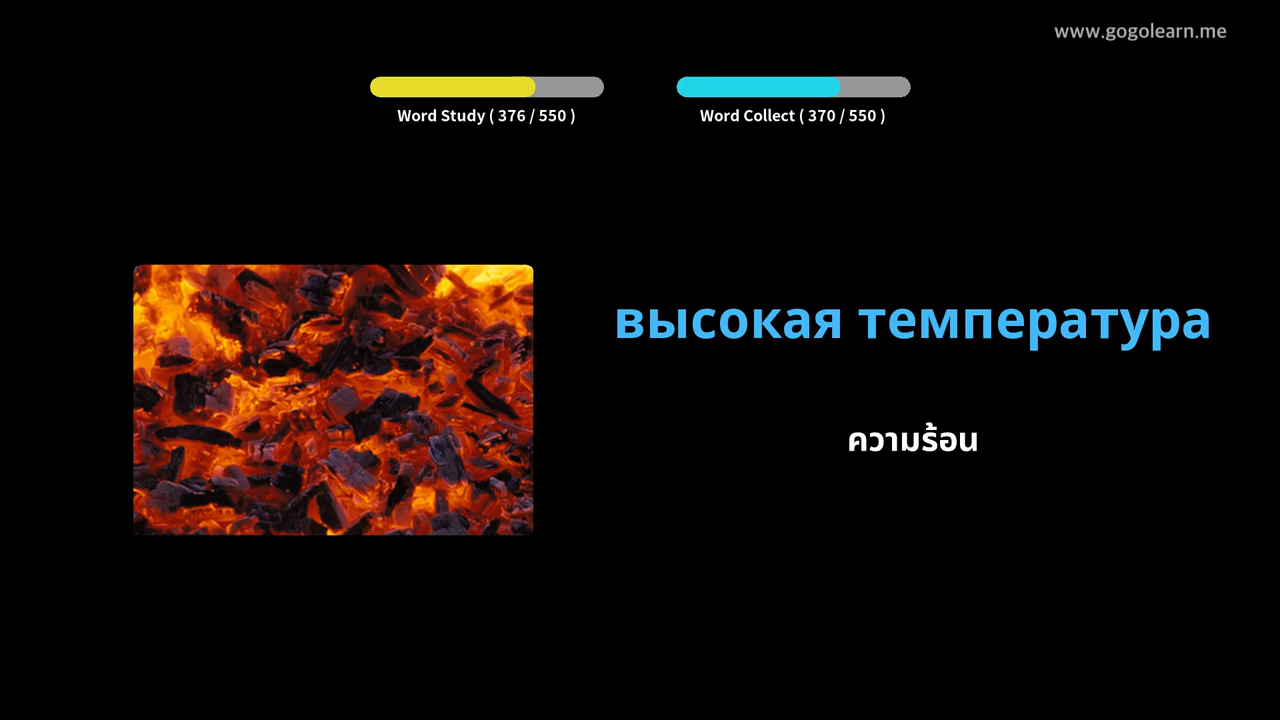 www.gogolearn.me
Word Study ( 376 / 550 )
Word Collect ( 370 / 550 )
высокая температура
ความร้อน